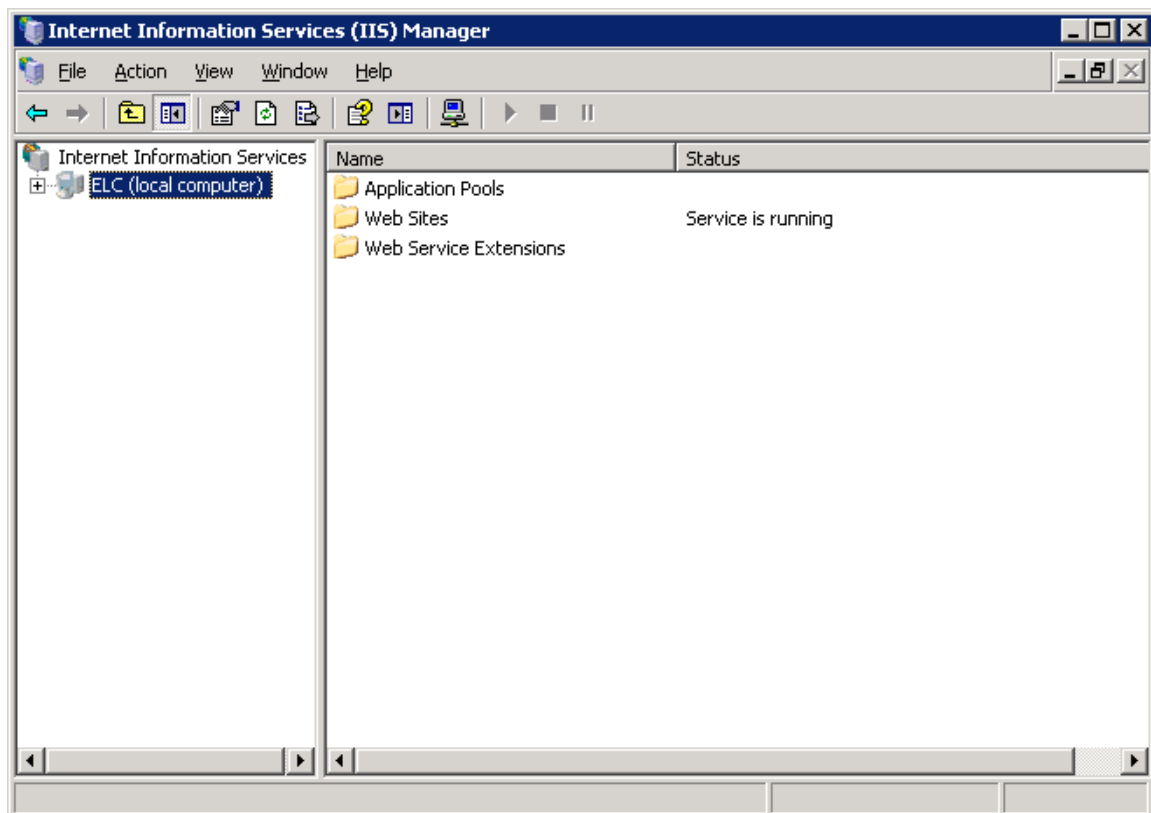 Internet Information Services (IIS) Manager
File Action View Window Help
Internet Information Services
ELC (local computer)
Name Status
Application Pools
Web Sites Service is running
Web Service Extensions